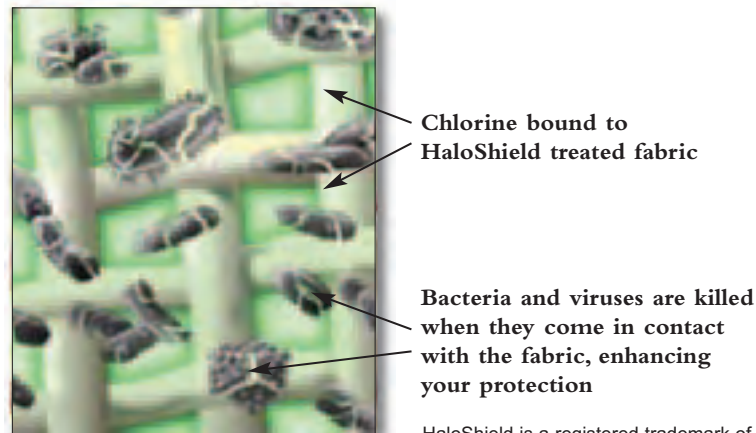 Chlorine bound to
HaloShield treated fabric
Bacteria and viruses are killed
when they come in contact
with the fabric, enhancing
your protection
HaloShield is a registered trademark of